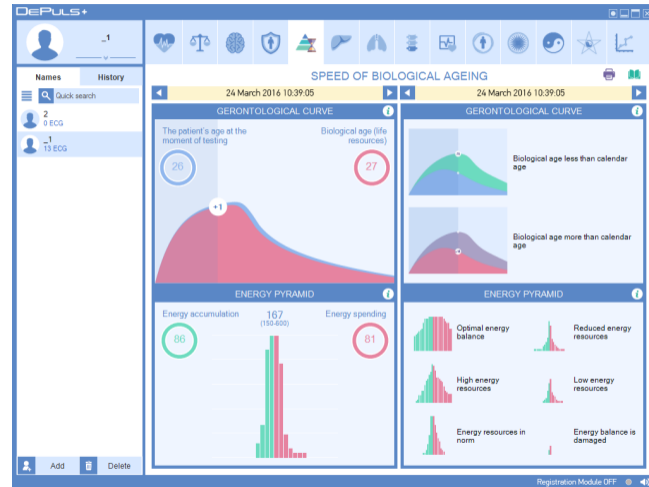 DEPULS+
_1
Names
History
Quick search
2
0 ECG
_1
13 ECG
Add
Delete
SPEED OF BIOLOGICAL AGEING
24 March 2016 10:39:05
GERONTOLOGICAL CURVE
The patient's age at the
moment of testing
26
Biological age (life
resources)
27
+1
ENERGY PYRAMID
Energy accumulation
86
167
(150-600)
Energy spending
81
24 March 2016 10:39:05
GERONTOLOGICAL CURVE
Biological age less than calendar
age
Biological age more than calendar
age
ENERGY PYRAMID
Optimal energy
balance
Reduced energy
resources
High energy
resources
Low energy
resources
Energy resources in
norm
Energy balance is
damaged
Registration Module OFF